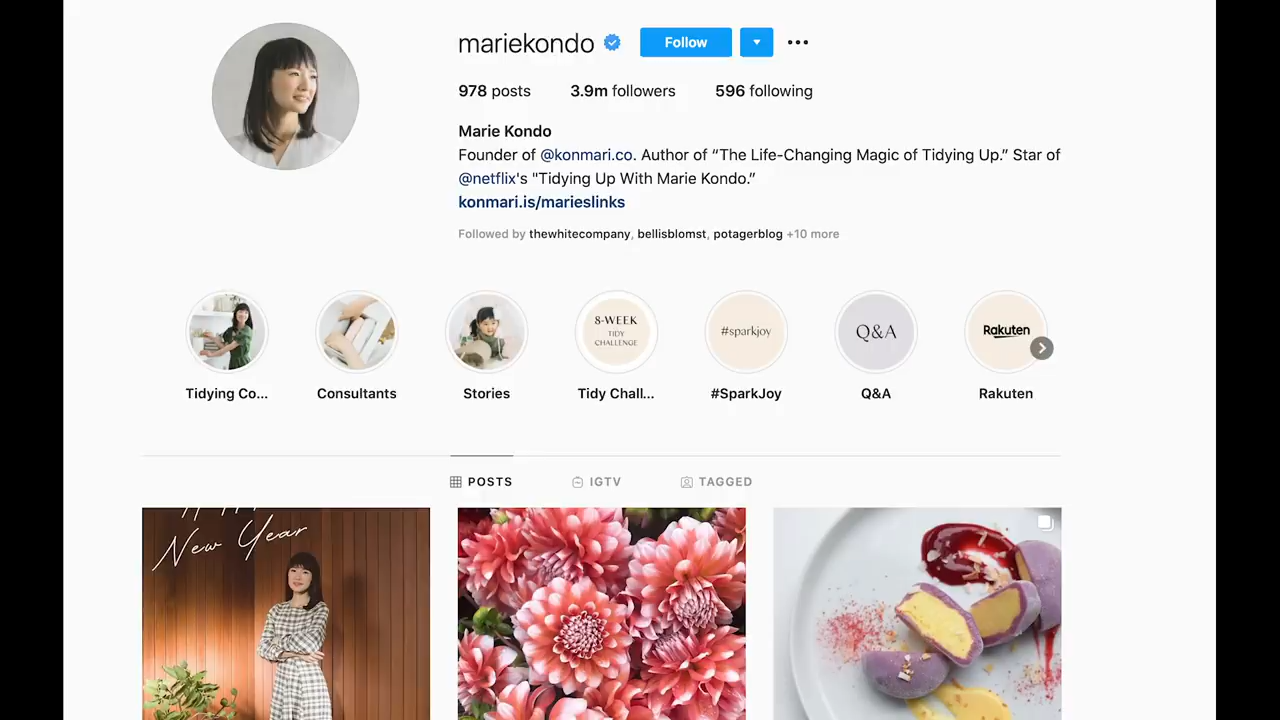 mariekondo
Follow
978 posts 3.9m followers 596 following
Marie Kondo
Founder of @konmari.co. Author of “The Life-Changing Magic of Tidying Up.” Star of
@netflix's "Tidying Up With Marie Kondo.”
konmari.is/marieslinks
Followed by thewhitecompany, bellisblomst, potagerblog +10 more
8-WEEK
TIDY
CHALLENGE
#sparkjoy
Q&A
Rakuten
Tidying Co... Consultants Stories Tidy Chall... #SparkJoy Q&A Rakuten
POSTS IGTV TAGGED
New Year